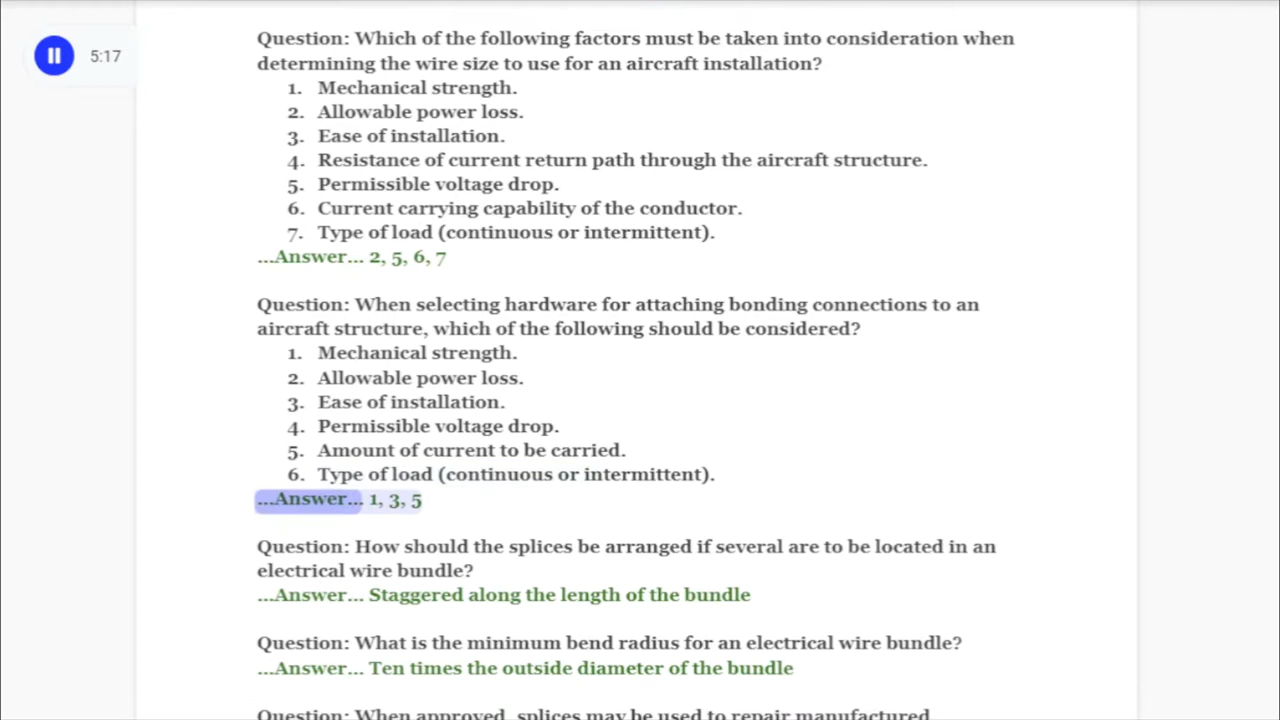 5:17
Question: Which of the following factors must be taken into consideration when
determining the wire size to use for an aircraft installation?
1. Mechanical strength.
2. Allowable power loss.
3. Ease of installation.
4. Resistance of current return path through the aircraft structure.
5. Permissible voltage drop.
6. Current carrying capability of the conductor.
7. Type of load (continuous or intermittent).
...Answer... 2, 5, 6, 7
Question: When selecting hardware for attaching bonding connections to an
aircraft structure, which of the following should be considered?
1. Mechanical strength.
2. Allowable power loss.
3. Ease of installation.
4. Permissible voltage drop.
5. Amount of current to be carried.
6. Type of load (continuous or intermittent).
...Answer... 1, 3, 5
Question: How should the splices be arranged if several are to be located in an
electrical wire bundle?
...Answer... Staggered along the length of the bundle
Question: What is the minimum bend radius for an electrical wire bundle?
...Answer... Ten times the outside diameter of the bundle
Question: When approved, splices may be used to repair manufactured